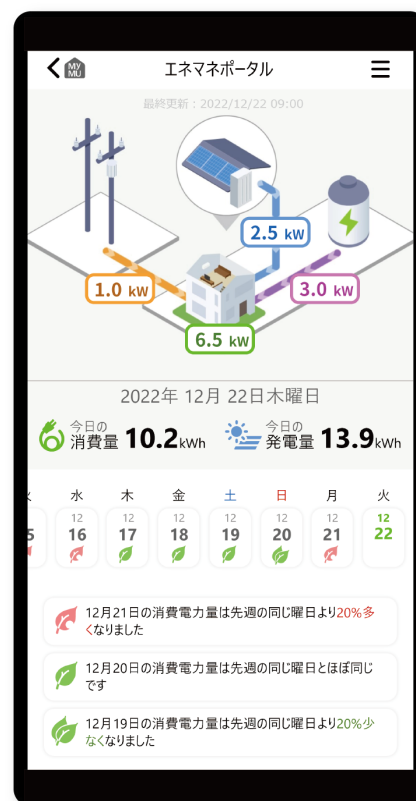 MY
MU
エネマネポータル
最終更新：2022/12/22 09:00
2.5 kW
1.0 kW
3.0 kW
6.5 kW
2022年 12月 22日木曜日
今日の
消費量 10.2kWh
今日の
発電量 13.9kWh
水 木 金 土 日 月 火
12 12 12 12 12 12 12
5 16 17 18 19 20 21 22
12月21日の消費電力量は先週の同じ曜日より20%多
くなりました
12月20日の消費電力量は先週の同じ曜日とほぼ同じ
です
12月19日の消費電力量は先週の同じ曜日より20%少
なくなりました